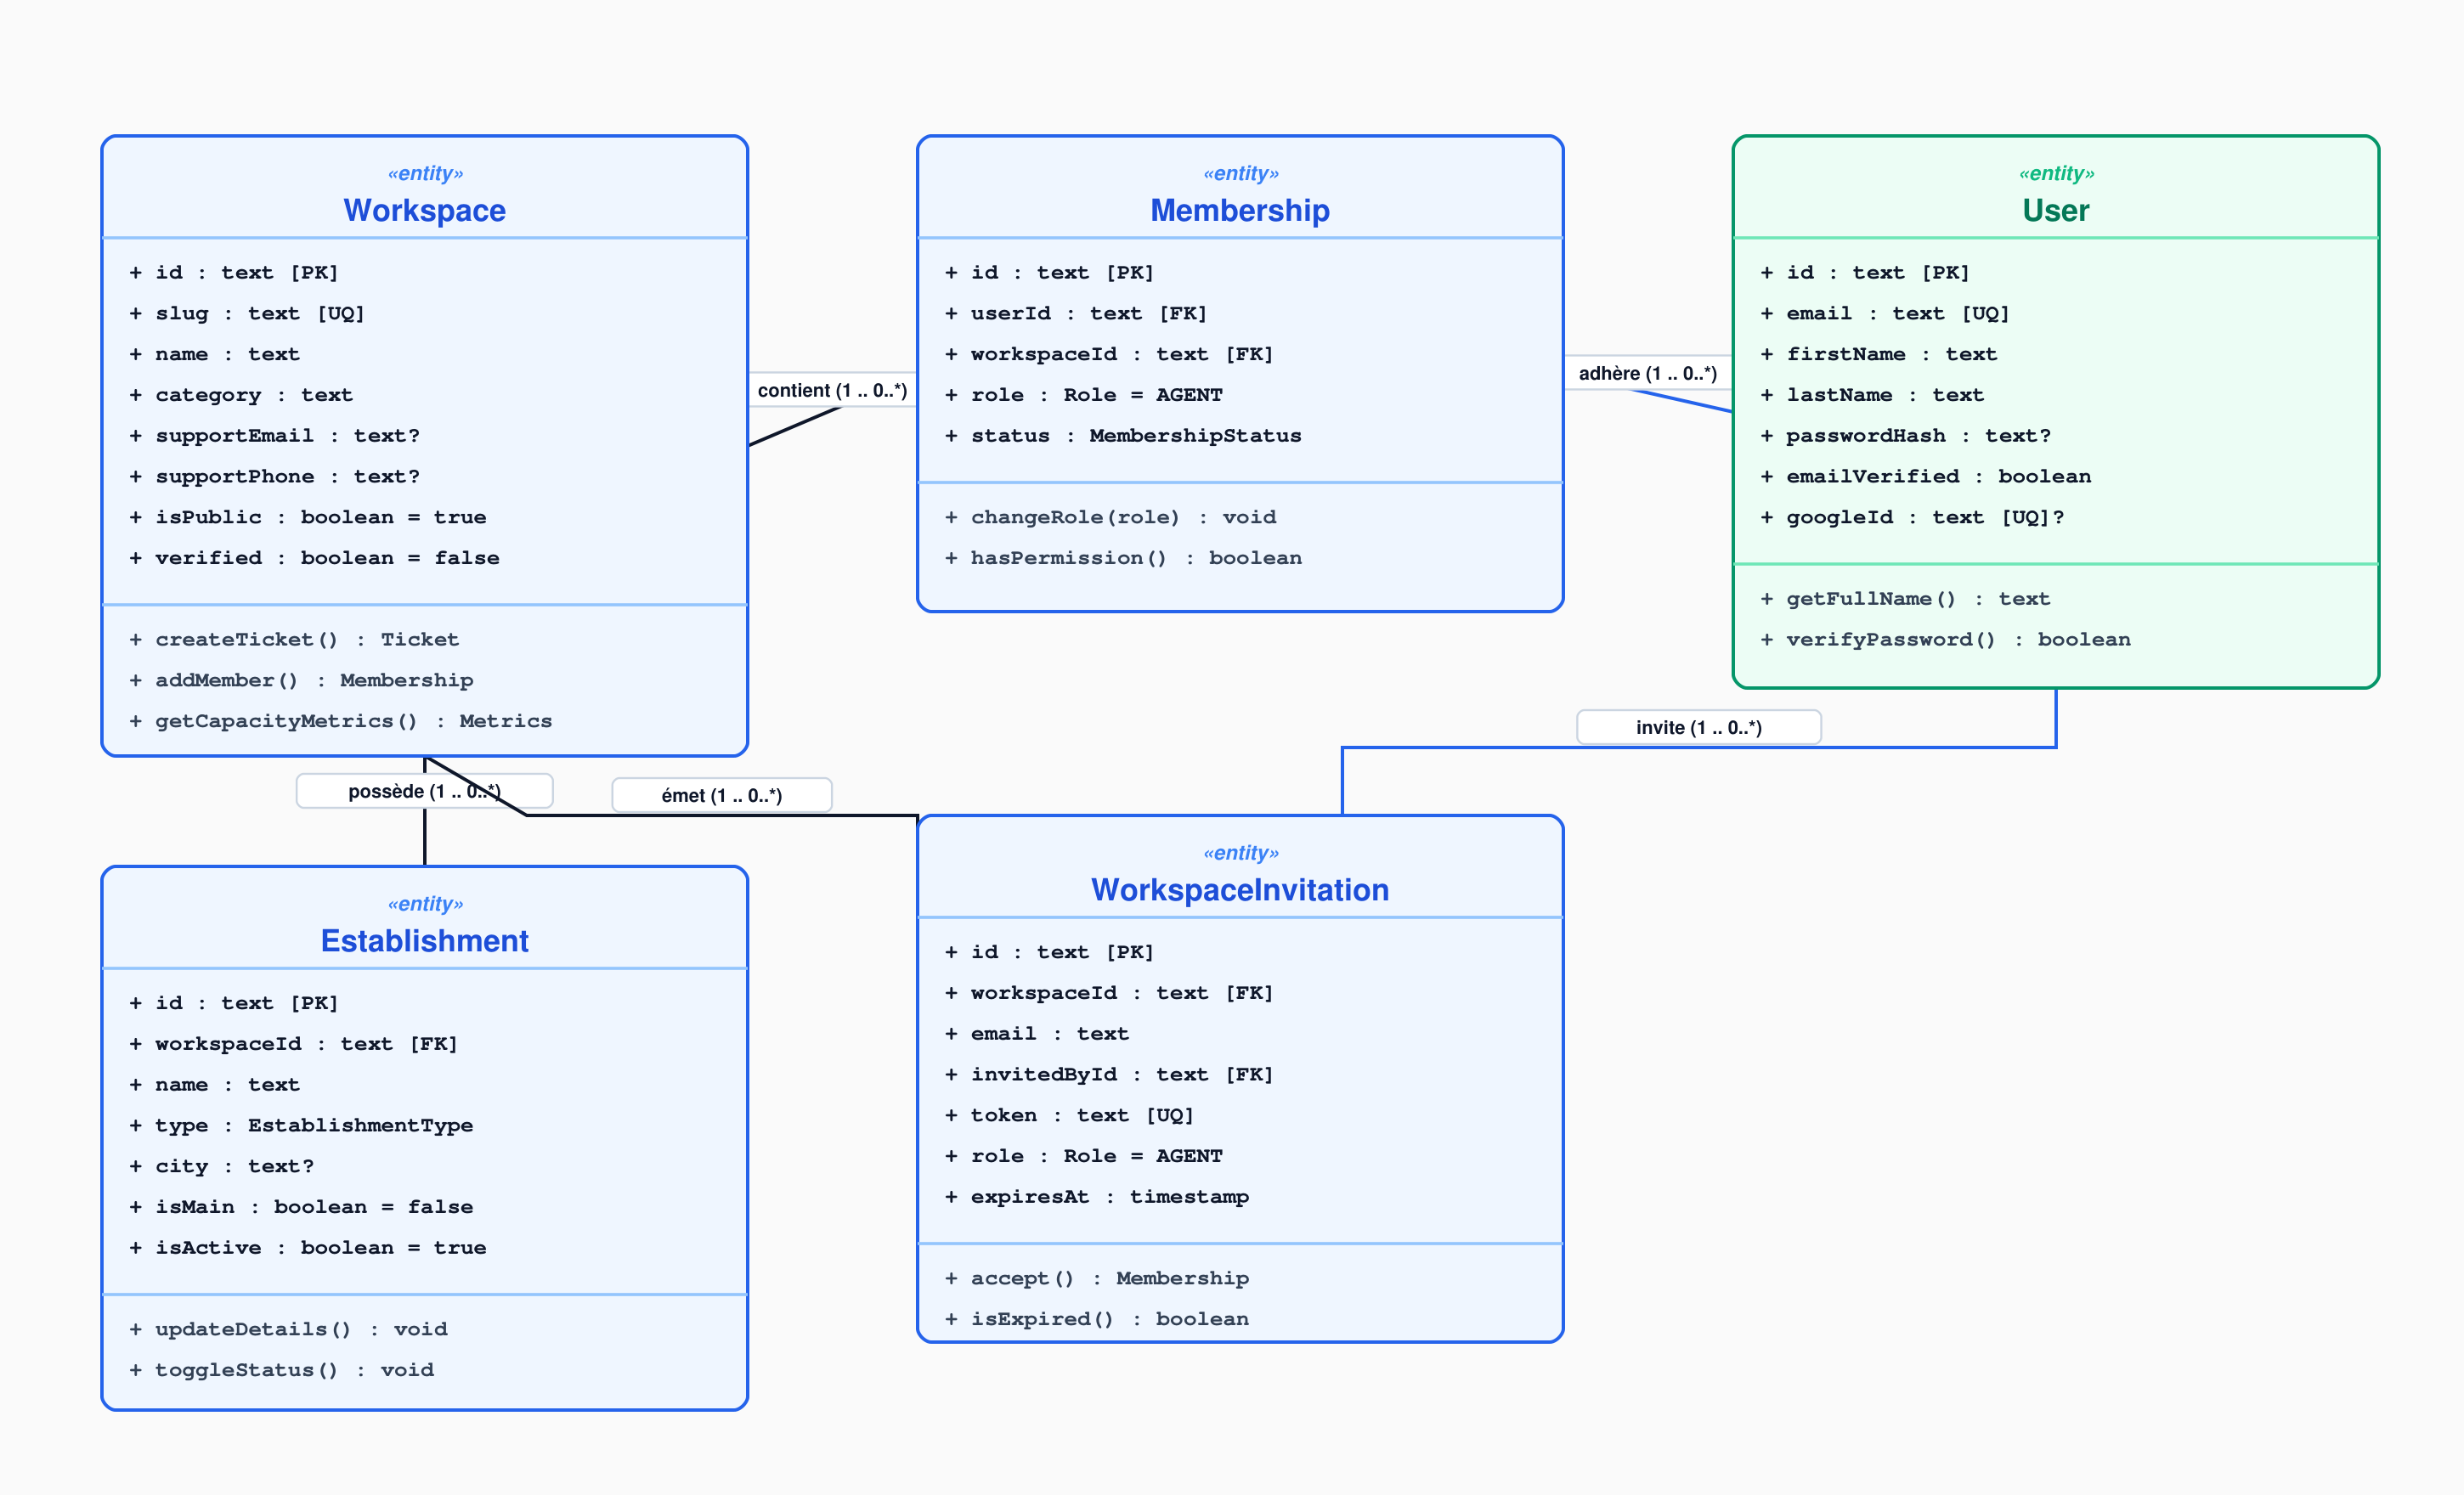 «entity»
Workspace
+ id : text [PK]
+ slug : text [UQ]
+ name : text
+ category : text
+ supportEmail : text?
+ supportPhone : text?
+ isPublic : boolean = true
+ verified : boolean = false
+ createTicket() : Ticket
+ addMember() : Membership
+ getCapacityMetrics() : Metrics
contient (1 .. 0..*)
«entity»
Membership
+ id : text [PK]
+ userId : text [FK]
+ workspaceId : text [FK]
+ role : Role = AGENT
+ status : MembershipStatus
+ changeRole(role) : void
+ hasPermission() : boolean
adhère (1 .. 0..*)
«entity»
User
+ id : text [PK]
+ email : text [UQ]
+ firstName : text
+ lastName : text
+ passwordHash : text?
+ emailVerified : boolean
+ googleId : text [UQ]?
+ getFullName() : text
+ verifyPassword() : boolean
invite (1 .. 0..*)
possède (1 .. 0..*)
émet (1 .. 0..*)
«entity»
Establishment
+ id : text [PK]
+ workspaceId : text [FK]
+ name : text
+ type : EstablishmentType
+ city : text?
+ isMain : boolean = false
+ isActive : boolean = true
+ updateDetails() : void
+ toggleStatus() : void
«entity»
WorkspaceInvitation
+ id : text [PK]
+ workspaceId : text [FK]
+ email : text
+ invitedById : text [FK]
+ token : text [UQ]
+ role : Role = AGENT
+ expiresAt : timestamp
+ accept() : Membership
+ isExpired() : boolean